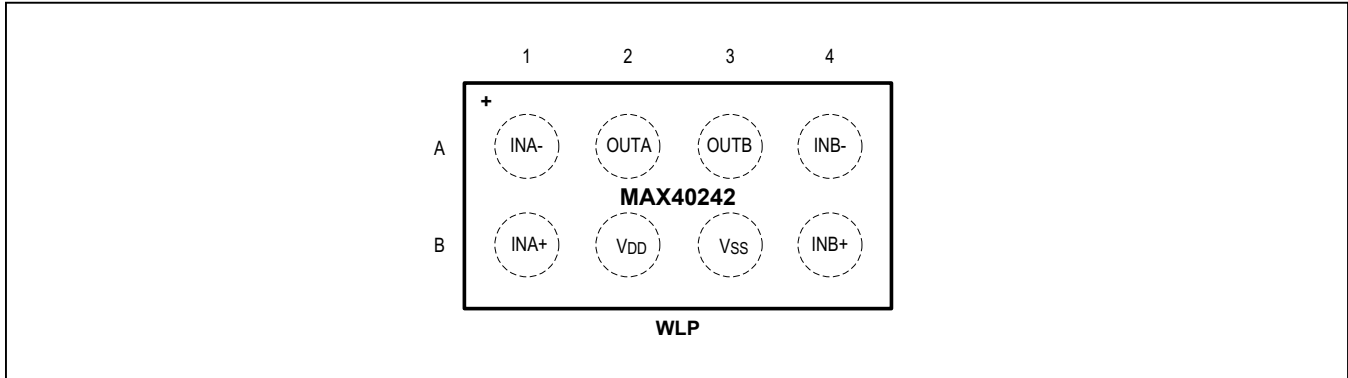 1 2 3 4
+
A INA- OUTA OUTB INB-
MAX40242
B INA+ VDD VSS INB+
WLP